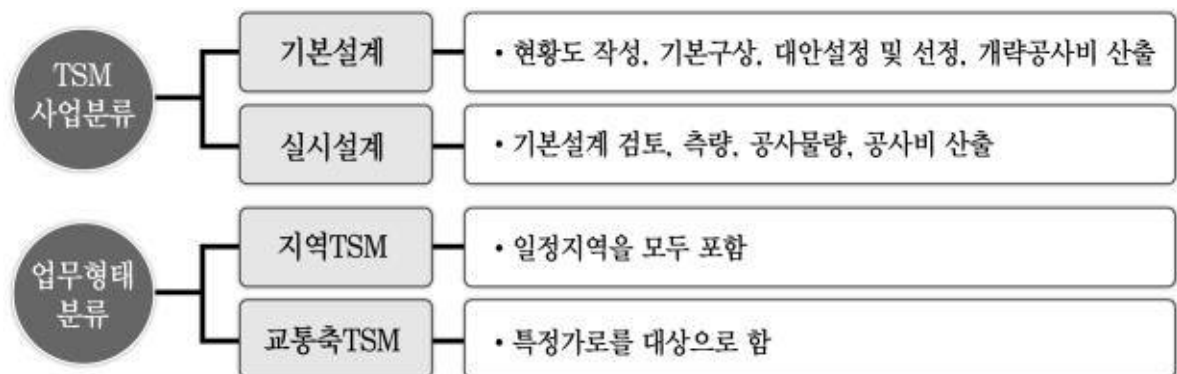 TSM
사업분류
기본설계
• 현황도 작성, 기본구상, 대안설정 및 선정, 개략공사비 산출
실시설계
• 기본설계 검토, 측량, 공사물량, 공사비 산출
업무형태
분류
지역TSM
• 일정지역을 모두 포함
교통축TSM
• 특정가로를 대상으로 함